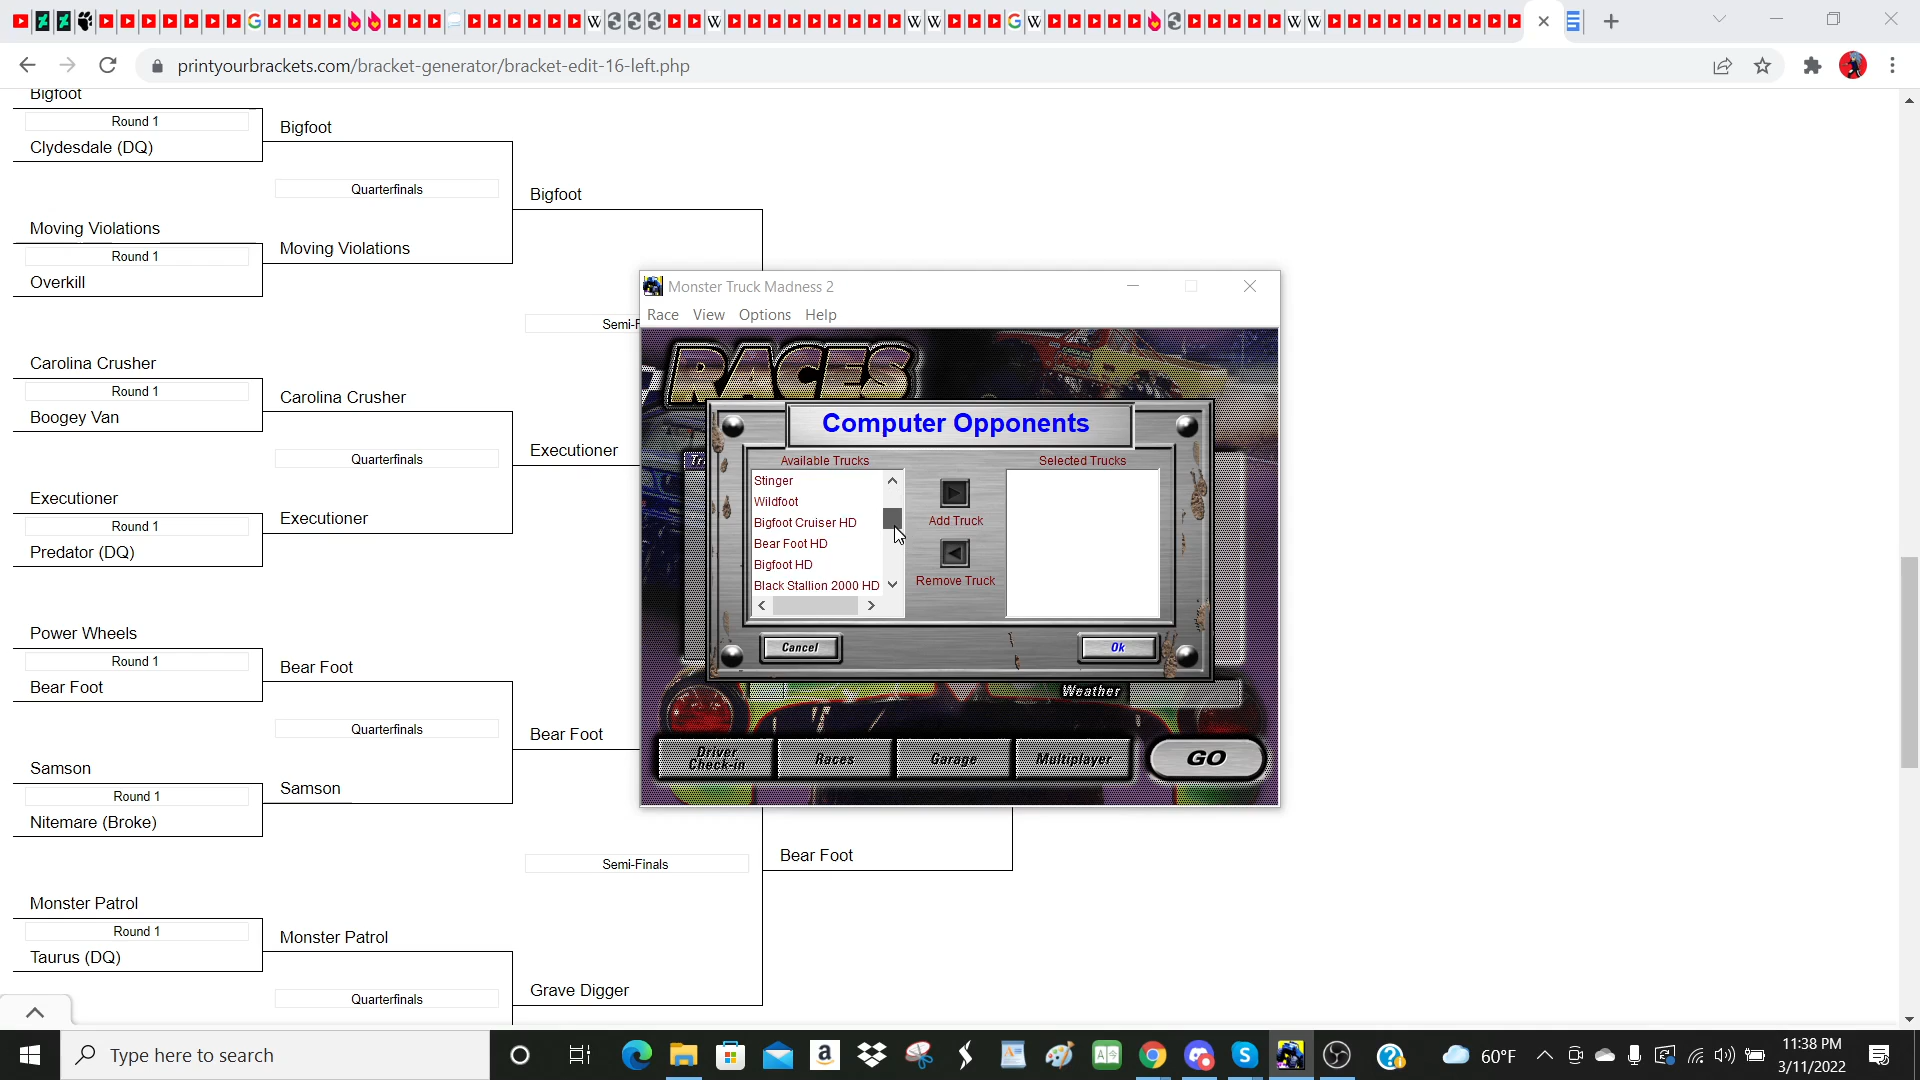 printyourbrackets.com/bracket-generator/bracket-edit-16-left.php
Bigfoot
Round 1
Clydesdale (DQ)
Bigfoot
Quarterfinals
Bigfoot
Moving Violations
Round 1
Overkill
Moving Violations
Semi-F
Carolina Crusher
Round 1
Boogey Van
Carolina Crusher
Quarterfinals
Executioner
Executioner
Round 1
Predator (DQ)
Executioner
Power Wheels
Round 1
Bear Foot
Bear Foot
Quarterfinals
Bear Foot
Samson
Round 1
Nitemare (Broke)
Samson
Semi-Finals
Bear Foot
Monster Patrol
Round 1
Taurus (DQ)
Monster Patrol
Quarterfinals
Grave Digger
Monster Truck Madness 2
Race View Options Help
RACES
Computer Opponents
Available Trucks
Selected Trucks
Stinger
Wildfoot
Bigfoot Cruiser HD
Bear Foot HD
Bigfoot HD
Black Stallion 2000 HD
Add Truck
Remove Truck
Cancel
Ok
Weather
Driver Check-in
Races
Garage
Multiplayer
GO
Type here to search
60°F
11:38 PM
3/11/2022